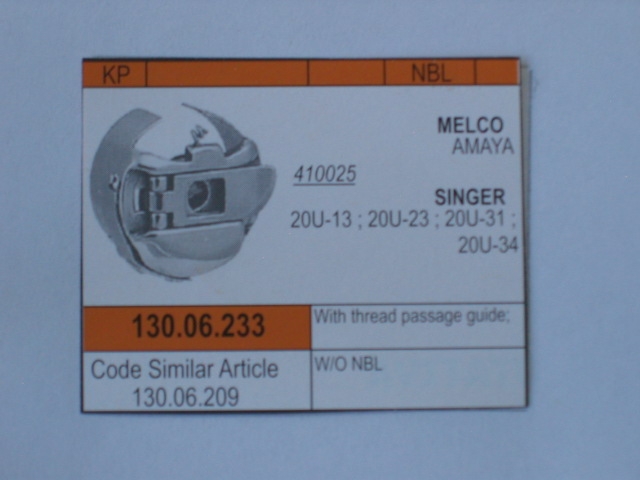 KP NBL
MELCO
AMAYA
410025
SINGER
20U-13 ; 20U-23 ; 20U-31 ;
20U-34
130.06.233
With thread passage guide;
Code Similar Article
130.06.209
W/O NBL